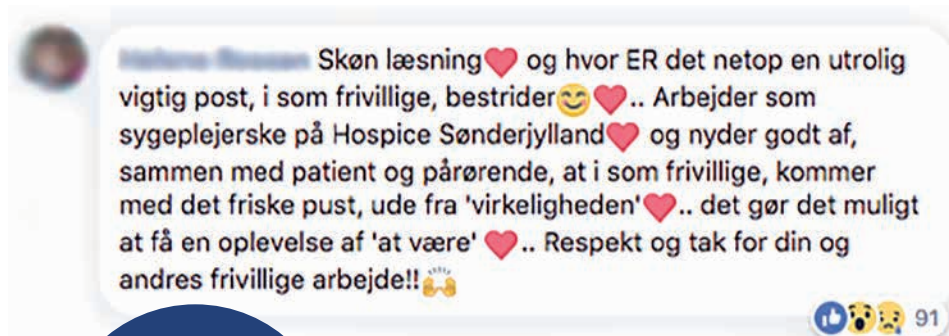 Skøn læsning❤️ og hvor ER det netop en utrolig
vigtig post, i som frivillige, bestrider😊❤️.. Arbejder som
sygeplejerske på Hospice Sønderjylland❤️ og nyder godt af,
sammen med patient og pårørende, at i som frivillige, kommer
med det friske pust, ude fra 'virkeligheden'❤️.. det gør det muligt
at få en oplevelse af 'at være' ❤️.. Respekt og tak for din og
andres frivillige arbejde!!🙌
91